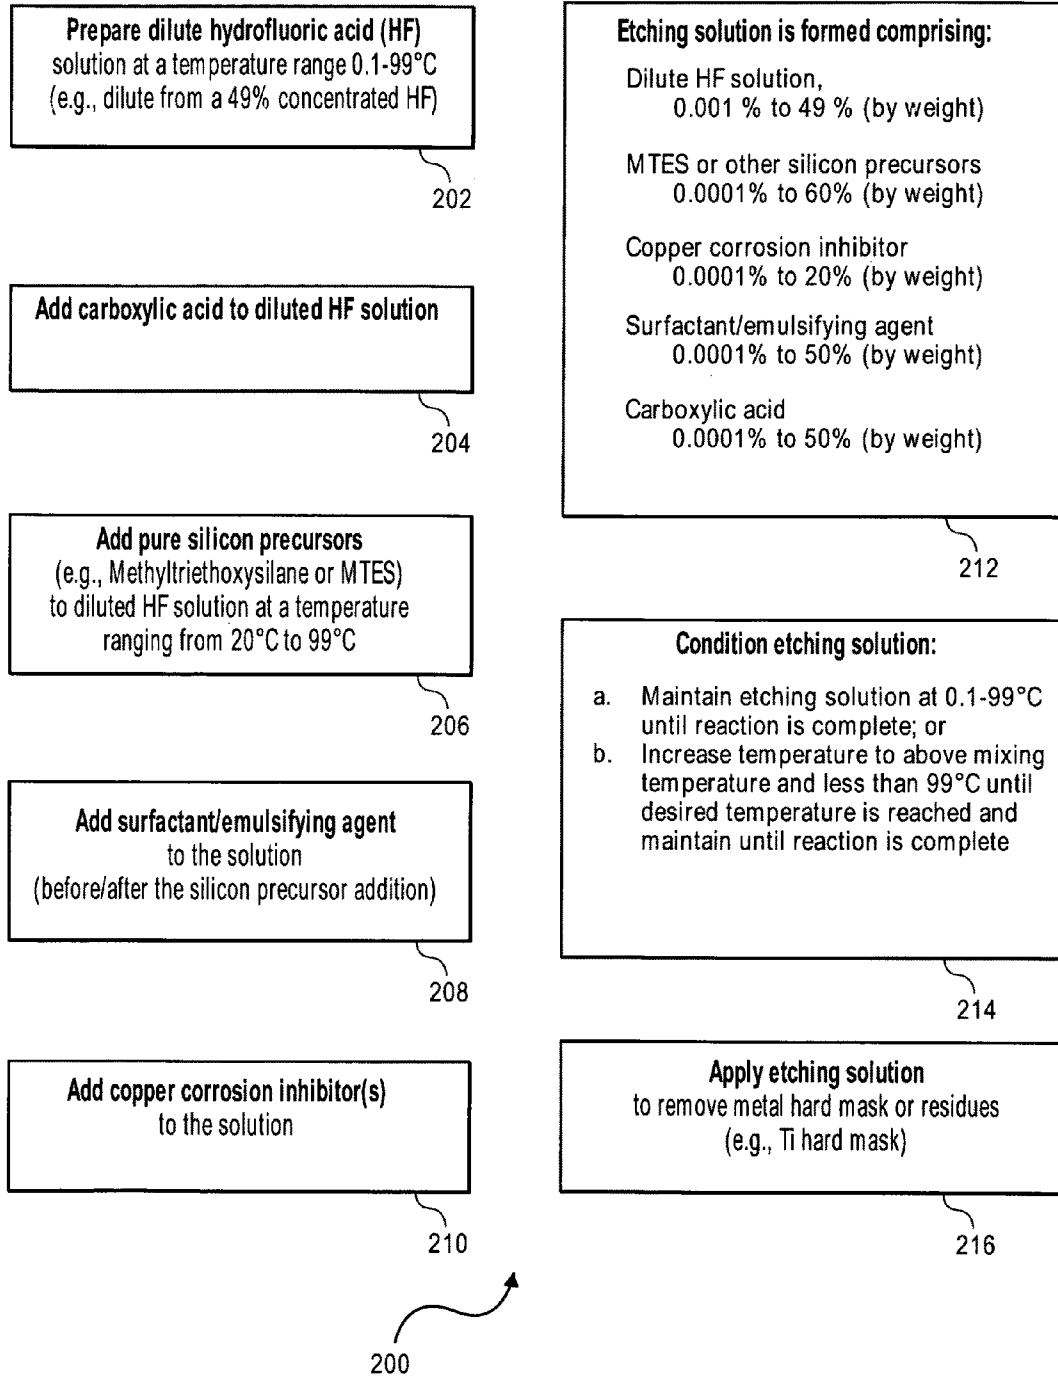 Prepare dilute hydrofluoric acid (HF)
solution at a temperature range 0.1-99°C
(e.g., dilute from a 49% concentrated HF)
202
Add carboxylic acid to diluted HF solution
204
Add pure silicon precursors
(e.g., Methyltriethoxysilane or MTES)
to diluted HF solution at a temperature
ranging from 20°C to 99°C
206
Add surfactant/emulsifying agent
to the solution
(before/after the silicon precursor addition)
208
Add copper corrosion inhibitor(s)
to the solution
210
Etching solution is formed comprising:
Dilute HF solution,
0.001 % to 49 % (by weight)
MTES or other silicon precursors
0.0001% to 60% (by weight)
Copper corrosion inhibitor
0.0001% to 20% (by weight)
Surfactant/emulsifying agent
0.0001% to 50% (by weight)
Carboxylic acid
0.0001% to 50% (by weight)
212
Condition etching solution:
a. Maintain etching solution at 0.1-99°C
until reaction is complete; or
b. Increase temperature to above mixing
temperature and less than 99°C until
desired temperature is reached and
maintain until reaction is complete
214
Apply etching solution
to remove metal hard mask or residues
(e.g., Ti hard mask)
216
200